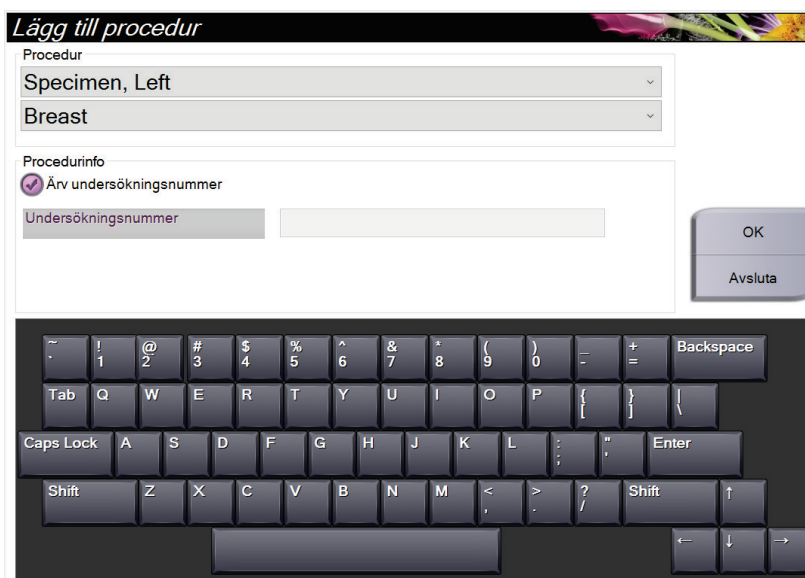 Lägg till procedur
Procedur
Specimen, Left
Breast
Procedurinfo
Ärv undersökningsnummer
Undersökningsnummer
OK
Avsluta
~ ! @ # $ % ^ & * ( ) _ + Backspace
` 1 2 3 4 5 6 7 8 9 0 - =
Tab Q W E R T Y U I O P { } |
[ ] \
Caps Lock A S D F G H J K L : " Enter
; '
Shift Z X C V B N M < > ? Shift ↑
, . /
← ↓ →